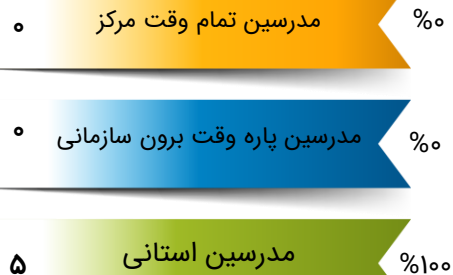 %۰ مدرسین تمام وقت مرکز ۰
%۰ مدرسین پاره وقت برون سازمانی ۰
%۱۰۰ مدرسین استانی ۵